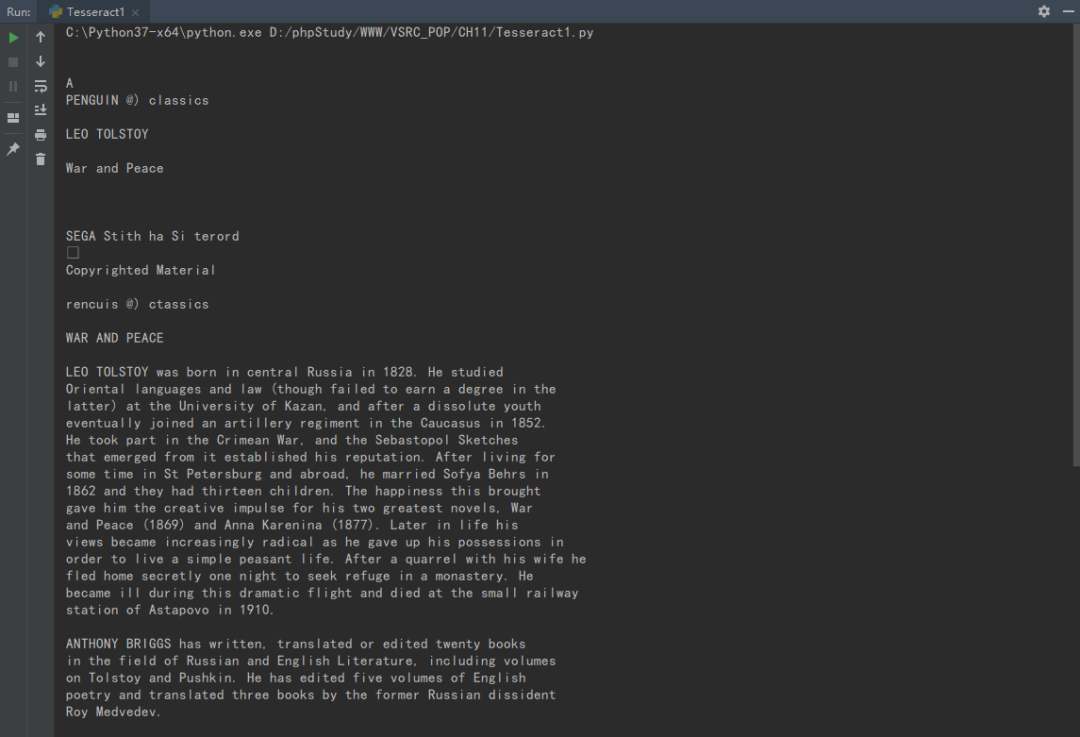 Run: Tesseract1 ×
C:\Python37-x64\python.exe D:/phpStudy/WWW/VSRC_POP/CH11/Tesseract1.py
A
PENGUIN @) classics
LEO TOLSTOY
War and Peace
SEGA Stith ha Si terord
Copyrighted Material
rencuis @) ctassics
WAR AND PEACE
LEO TOLSTOY was born in central Russia in 1828. He studied
Oriental languages and law (though failed to earn a degree in the
latter) at the University of Kazan, and after a dissolute youth
eventually joined an artillery regiment in the Caucasus in 1852.
He took part in the Crimean War, and the Sebastopol Sketches
that emerged from it established his reputation. After living for
some time in St Petersburg and abroad, he married Sofya Behrs in
1862 and they had thirteen children. The happiness this brought
gave him the creative impulse for his two greatest novels, War
and Peace (1869) and Anna Karenina (1877). Later in life his
views became increasingly radical as he gave up his possessions in
order to live a simple peasant life. After a quarrel with his wife he
fled home secretly one night to seek refuge in a monastery. He
became ill during this dramatic flight and died at the small railway
station of Astapovo in 1910.
ANTHONY BRIGGS has written, translated or edited twenty books
in the field of Russian and English Literature, including volumes
on Tolstoy and Pushkin. He has edited five volumes of English
poetry and translated three books by the former Russian dissident
Roy Medvedev.